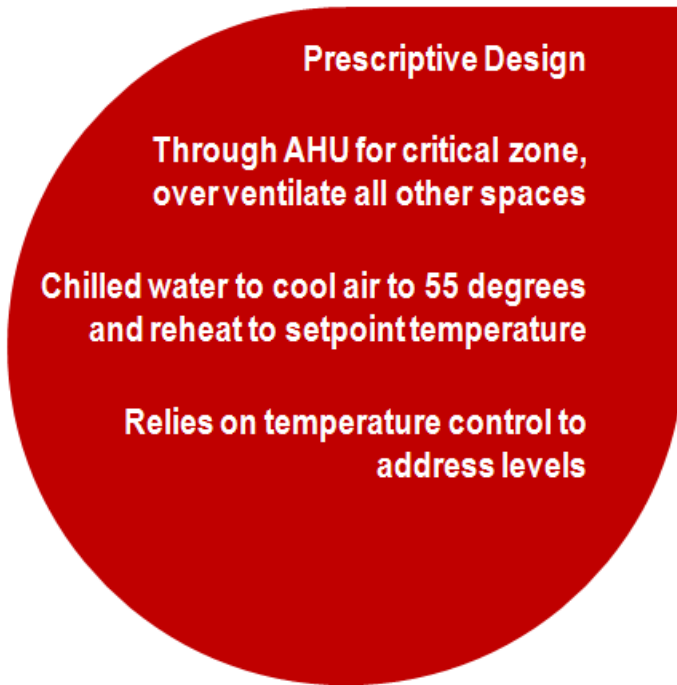 Prescriptive Design
Through AHU for critical zone,
over ventilate all other spaces
Chilled water to cool air to 55 degrees
and reheat to setpoint temperature
Relies on temperature control to
address levels